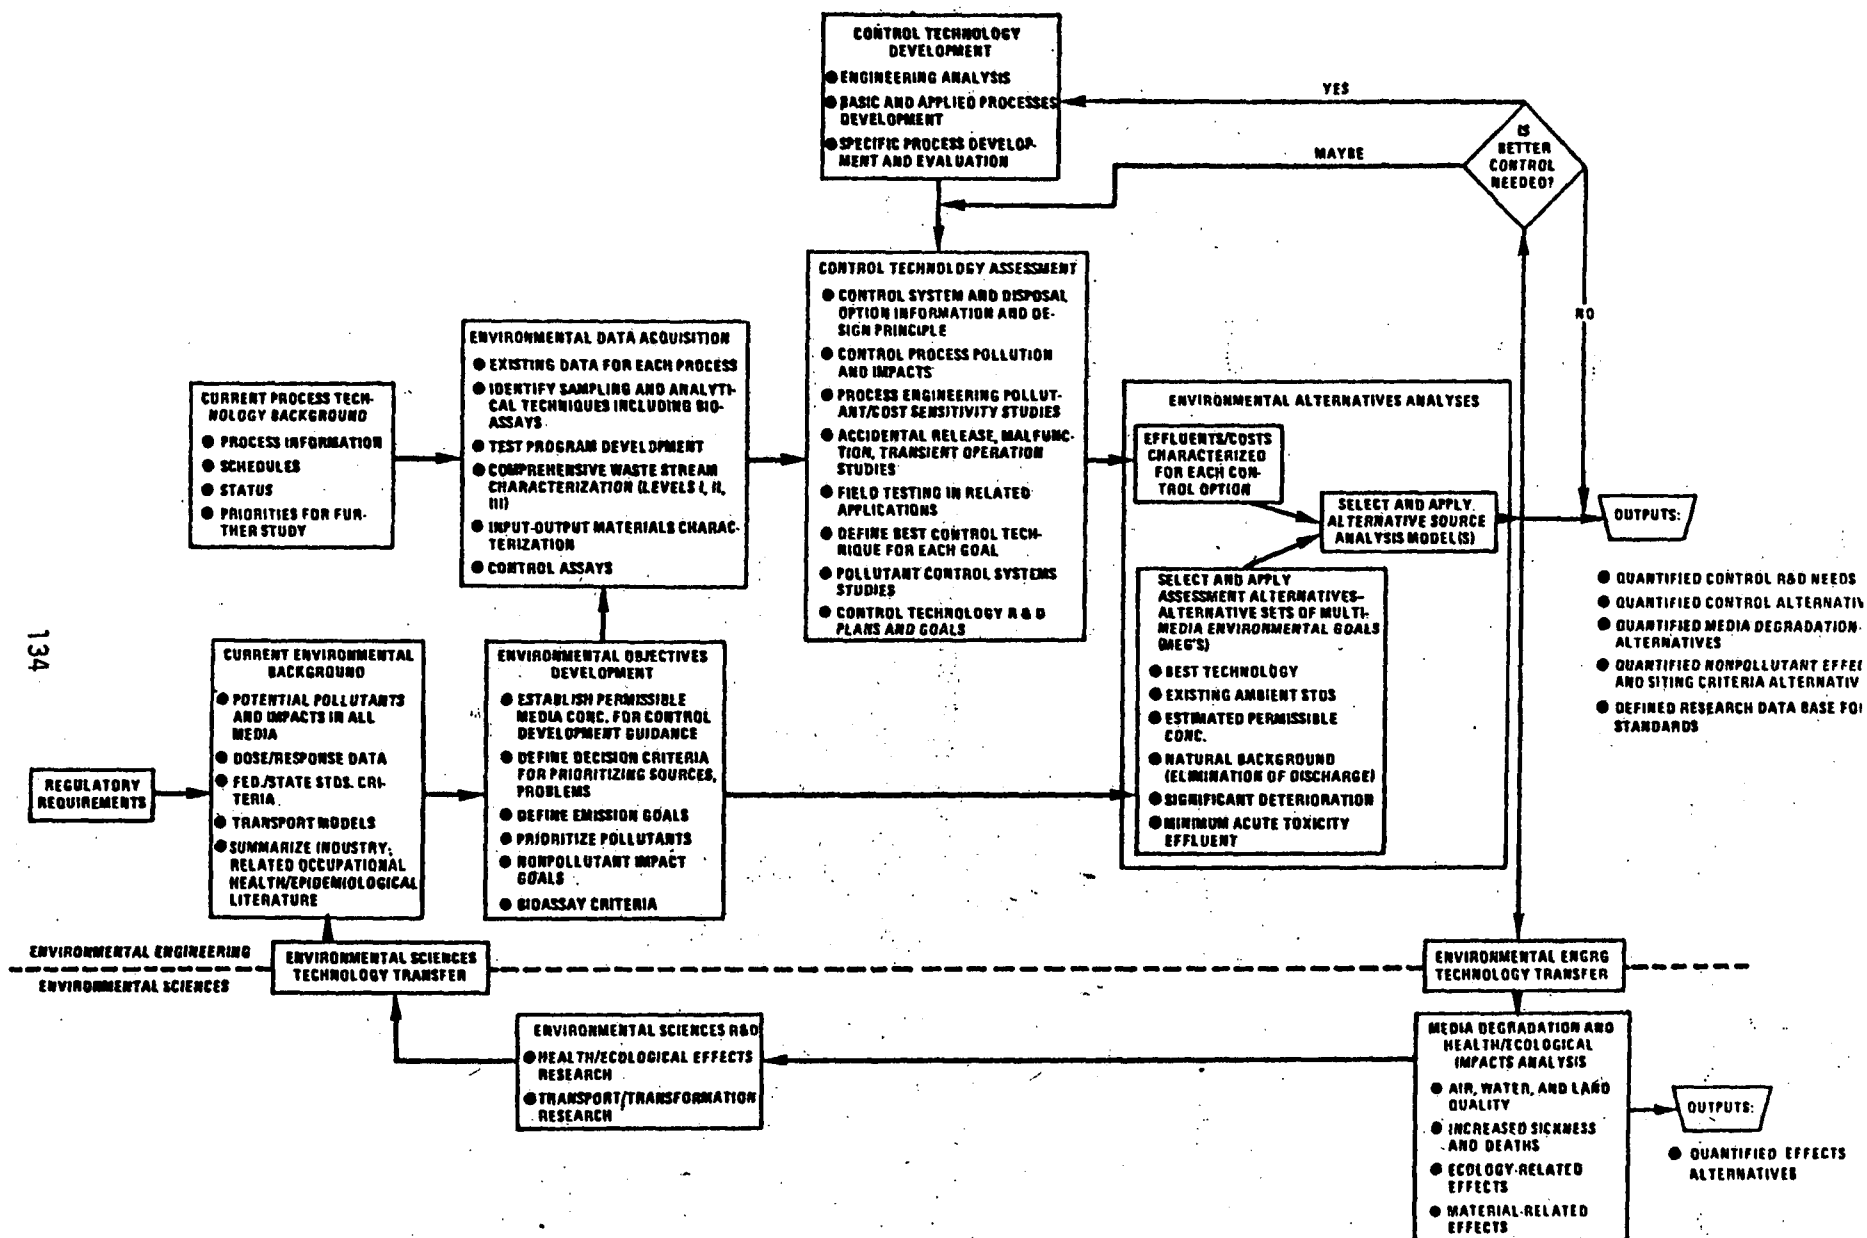 CONTROL TECHNOLOGY
DEVELOPMENT
● ENGINEERING ANALYSIS
● BASIC AND APPLIED PROCESSES
DEVELOPMENT
● SPECIFIC PROCESS DEVELOP-
MENT AND EVALUATION
YES
MAYBE
IS
BETTER
CONTROL
NEEDED?
NO
CONTROL TECHNOLOGY ASSESSMENT
● CONTROL SYSTEM AND DISPOSAL
OPTION INFORMATION AND DE-
SIGN PRINCIPLE
● CONTROL PROCESS POLLUTION
AND IMPACTS
● PROCESS ENGINEERING POLLUT-
ANT/COST SENSITIVITY STUDIES
● ACCIDENTAL RELEASE, MALFUNC-
TION, TRANSIENT OPERATION
STUDIES
● FIELD TESTING IN RELATED
APPLICATIONS
● DEFINE BEST CONTROL TECH-
NIQUE FOR EACH GOAL
● POLLUTANT CONTROL SYSTEMS
STUDIES
● CONTROL TECHNOLOGY R & D
PLANS AND GOALS
ENVIRONMENTAL DATA ACQUISITION
● EXISTING DATA FOR EACH PROCESS
● IDENTIFY SAMPLING AND ANALYTI-
CAL TECHNIQUES INCLUDING BIO-
ASSAYS
● TEST PROGRAM DEVELOPMENT
● COMPREHENSIVE WASTE STREAM
CHARACTERIZATION (LEVELS I, II,
III)
● INPUT-OUTPUT MATERIALS CHARAC-
TERIZATION
● CONTROL ASSAYS
CURRENT PROCESS TECH-
NOLOGY BACKGROUND
● PROCESS INFORMATION
● SCHEDULES
● STATUS
● PRIORITIES FOR FUR-
THER STUDY
ENVIRONMENTAL ALTERNATIVES ANALYSES
EFFLUENTS/COSTS
CHARACTERIZED
FOR EACH CON-
TROL OPTION
SELECT AND APPLY
ALTERNATIVE SOURCE
ANALYSIS MODEL(S)
SELECT AND APPLY
ASSESSMENT ALTERNATIVES–
ALTERNATIVE SETS OF MULTI-
MEDIA ENVIRONMENTAL GOALS
(MEG'S)
● BEST TECHNOLOGY
● EXISTING AMBIENT STDS
● ESTIMATED PERMISSIBLE
CONC.
● NATURAL BACKGROUND
(ELIMINATION OF DISCHARGE)
● SIGNIFICANT DETERIORATION
● MINIMUM ACUTE TOXICITY
EFFLUENT
OUTPUTS:
● QUANTIFIED CONTROL R&D NEEDS
● QUANTIFIED CONTROL ALTERNATIV
● QUANTIFIED MEDIA DEGRADATION
ALTERNATIVES
● QUANTIFIED NONPOLLUTANT EFFEC
AND SITING CRITERIA ALTERNATIV
● DEFINED RESEARCH DATA BASE FO
STANDARDS
134
CURRENT ENVIRONMENTAL
BACKGROUND
● POTENTIAL POLLUTANTS
AND IMPACTS IN ALL
MEDIA
● DOSE/RESPONSE DATA
● FED./STATE STDS. CRI-
TERIA
● TRANSPORT MODELS
● SUMMARIZE INDUSTRY-
RELATED OCCUPATIONAL
HEALTH/EPIDEMIOLOGICAL
LITERATURE
ENVIRONMENTAL OBJECTIVES
DEVELOPMENT
● ESTABLISH PERMISSIBLE
MEDIA CONC. FOR CONTROL
DEVELOPMENT GUIDANCE
● DEFINE DECISION CRITERIA
FOR PRIORITIZING SOURCES,
PROBLEMS
● DEFINE EMISSION GOALS
● PRIORITIZE POLLUTANTS
● NONPOLLUTANT IMPACT
GOALS
● BIOASSAY CRITERIA
REGULATORY
REQUIREMENTS
ENVIRONMENTAL ENGINEERING
ENVIRONMENTAL SCIENCES
ENVIRONMENTAL SCIENCES
TECHNOLOGY TRANSFER
ENVIRONMENTAL ENGRG
TECHNOLOGY TRANSFER
ENVIRONMENTAL SCIENCES R&D
● HEALTH/ECOLOGICAL EFFECTS
RESEARCH
● TRANSPORT/TRANSFORMATION
RESEARCH
MEDIA DEGRADATION AND
HEALTH/ECOLOGICAL
IMPACTS ANALYSIS
● AIR, WATER, AND LAND
QUALITY
● INCREASED SICKNESS
AND DEATHS
● ECOLOGY-RELATED
EFFECTS
● MATERIAL-RELATED
EFFECTS
OUTPUTS:
● QUANTIFIED EFFECTS
ALTERNATIVES